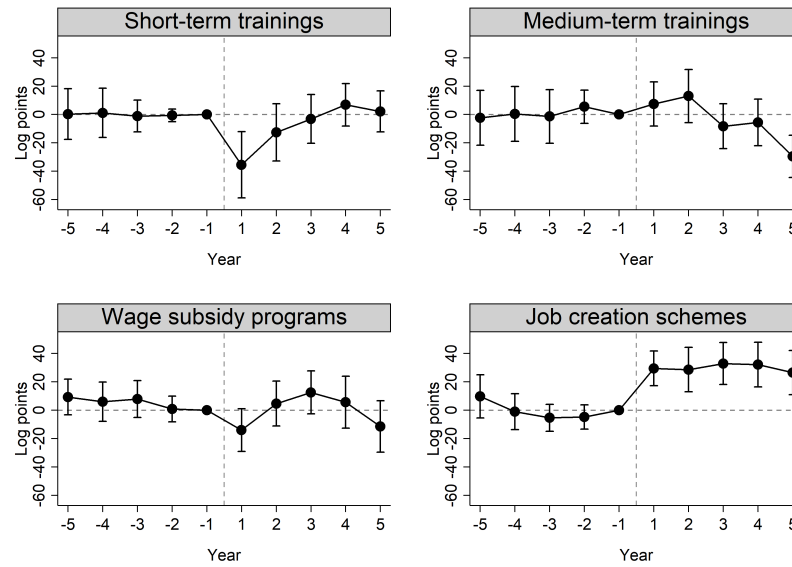 Short-term trainings
Log points
-60 -40 -20 0 20 40
-5 -4 -3 -2 -1 1 2 3 4 5
Year
Medium-term trainings
Log points
-60 -40 -20 0 20 40
-5 -4 -3 -2 -1 1 2 3 4 5
Year
Wage subsidy programs
Log points
-60 -40 -20 0 20 40
-5 -4 -3 -2 -1 1 2 3 4 5
Year
Job creation schemes
Log points
-60 -40 -20 0 20 40
-5 -4 -3 -2 -1 1 2 3 4 5
Year